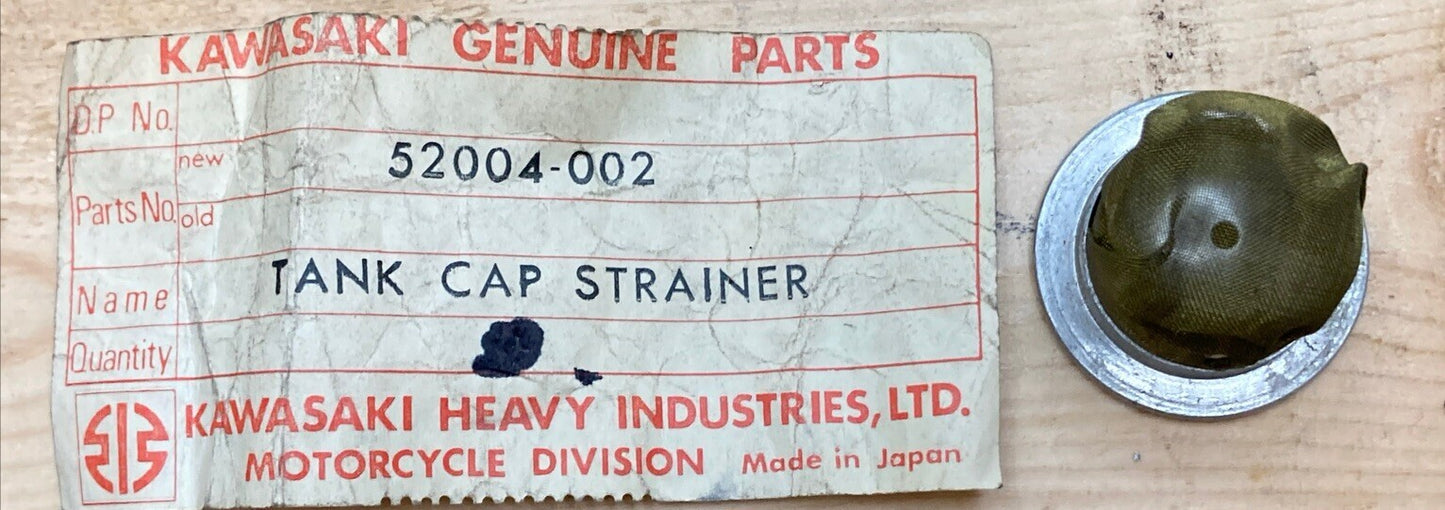 KAWASAKI GENUINE PARTS
D.P No.
Parts No. new 52004-002
old
Name TANK CAP STRAINER
Quantity
KAWASAKI HEAVY INDUSTRIES, LTD.
MOTORCYCLE DIVISION Made in Japan